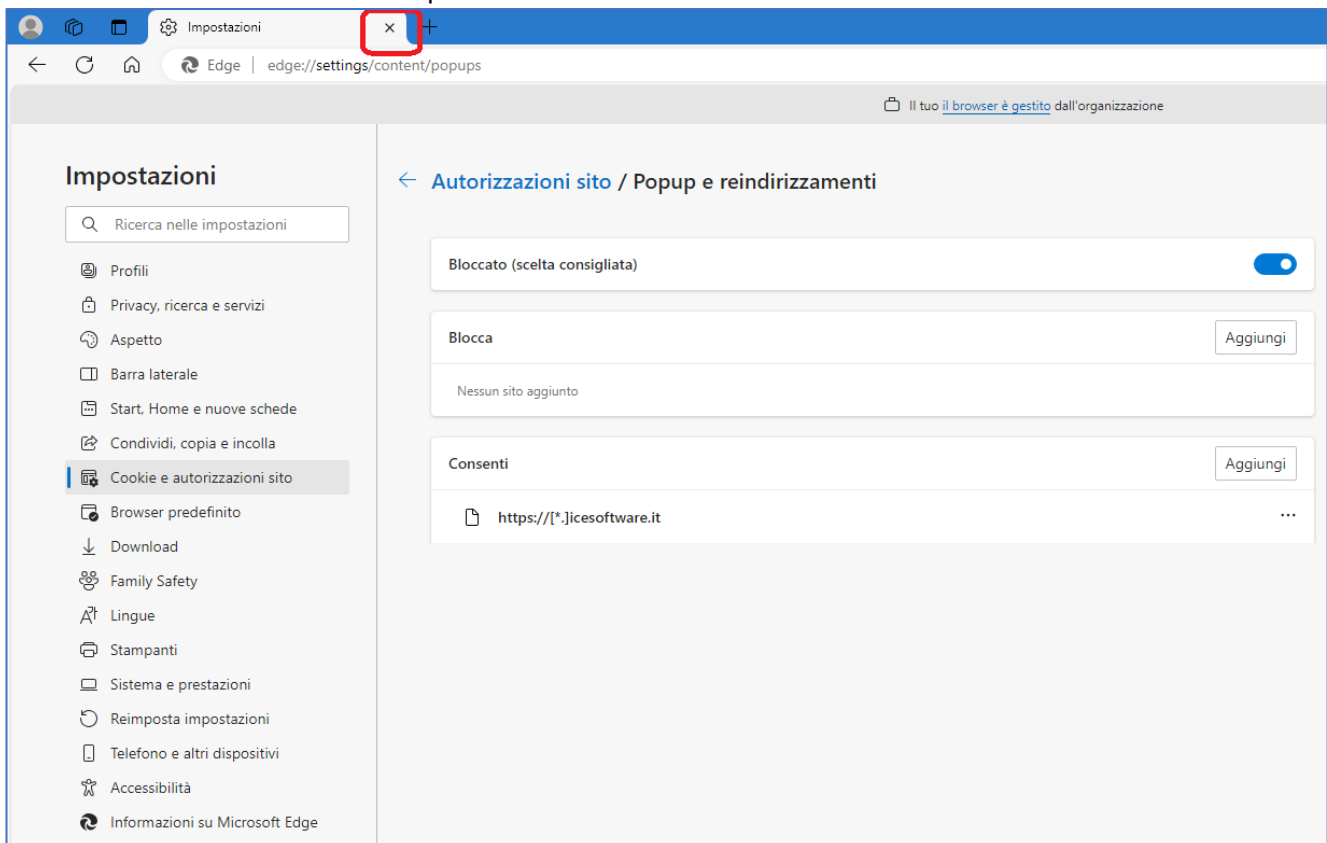 Impostazioni
Edge | edge://settings/content/popups
Il tuo il browser è gestito dall'organizzazione
Impostazioni
Ricerca nelle impostazioni
Profili
Privacy, ricerca e servizi
Aspetto
Barra laterale
Start, Home e nuove schede
Condividi, copia e incolla
Cookie e autorizzazioni sito
Browser predefinito
Download
Family Safety
Lingue
Stampanti
Sistema e prestazioni
Reimposta impostazioni
Telefono e altri dispositivi
Accessibilità
Informazioni su Microsoft Edge
Autorizzazioni sito / Popup e reindirizzamenti
Bloccato (scelta consigliata)
Blocca
Aggiungi
Nessun sito aggiunto
Consenti
Aggiungi
https://[*.]icesoftware.it